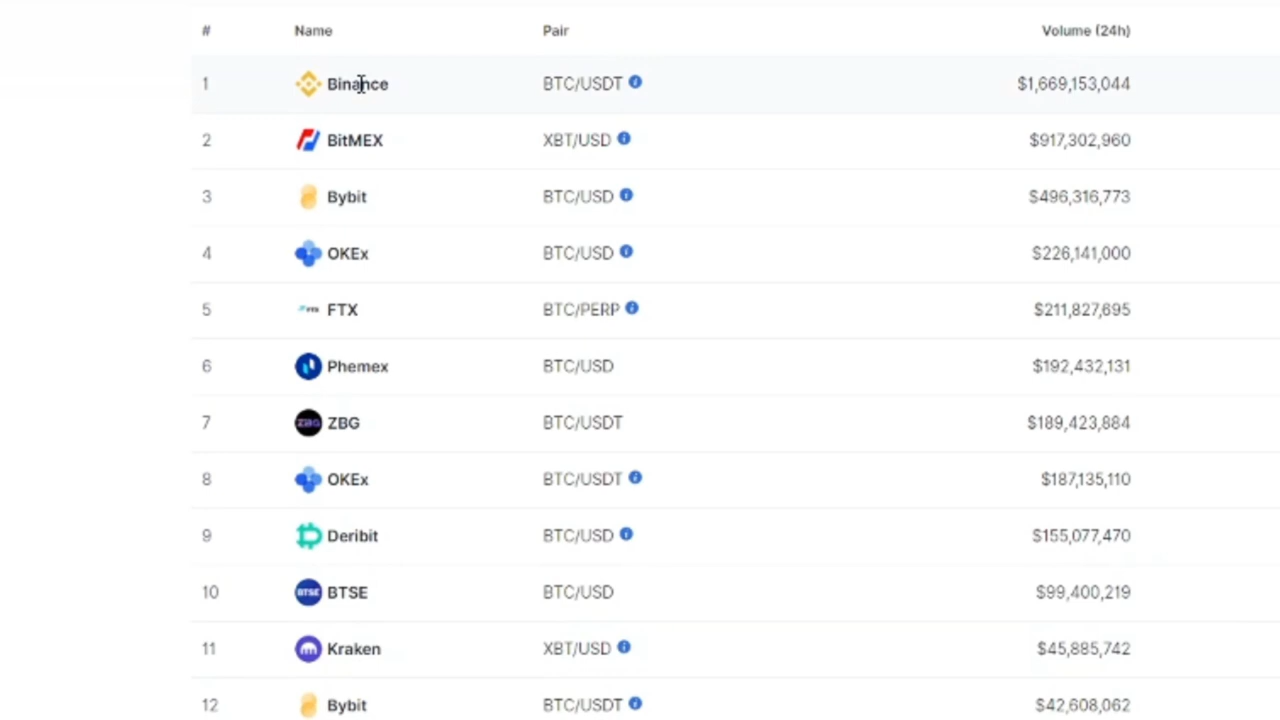 # Name Pair Volume (24h)
1 Binance BTC/USDT $1,669,153,044
2 BitMEX XBT/USD $917,302,960
3 Bybit BTC/USD $496,316,773
4 OKEx BTC/USD $226,141,000
5 FTX FTX BTC/PERP $211,827,695
6 Phemex BTC/USD $192,432,131
7 ZBG ZBG BTC/USDT $189,423,884
8 OKEx BTC/USDT $187,135,110
9 Deribit BTC/USD $155,077,470
10 BTSE BTSE BTC/USD $99,400,219
11 Kraken XBT/USD $45,885,742
12 Bybit BTC/USDT $42,608,062